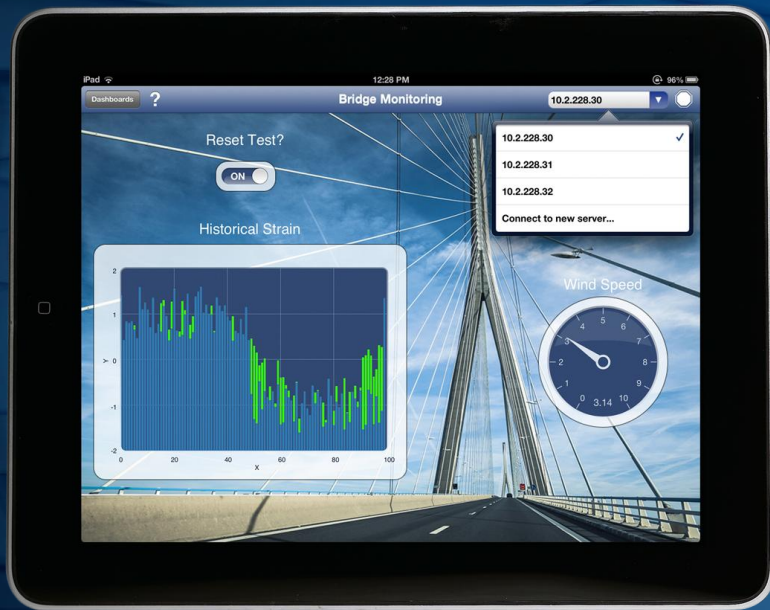 iPad
12:28 PM
96%
Dashboards
?
Bridge Monitoring
10.2.228.30
10.2.228.30
10.2.228.31
10.2.228.32
Connect to new server...
Reset Test?
ON
Historical Strain
2
1
0
-1
-2
Y
0 20 40 60 80 100
X
Wind Speed
0 1 2 3 4 5 6 7 8 9 10
3.14